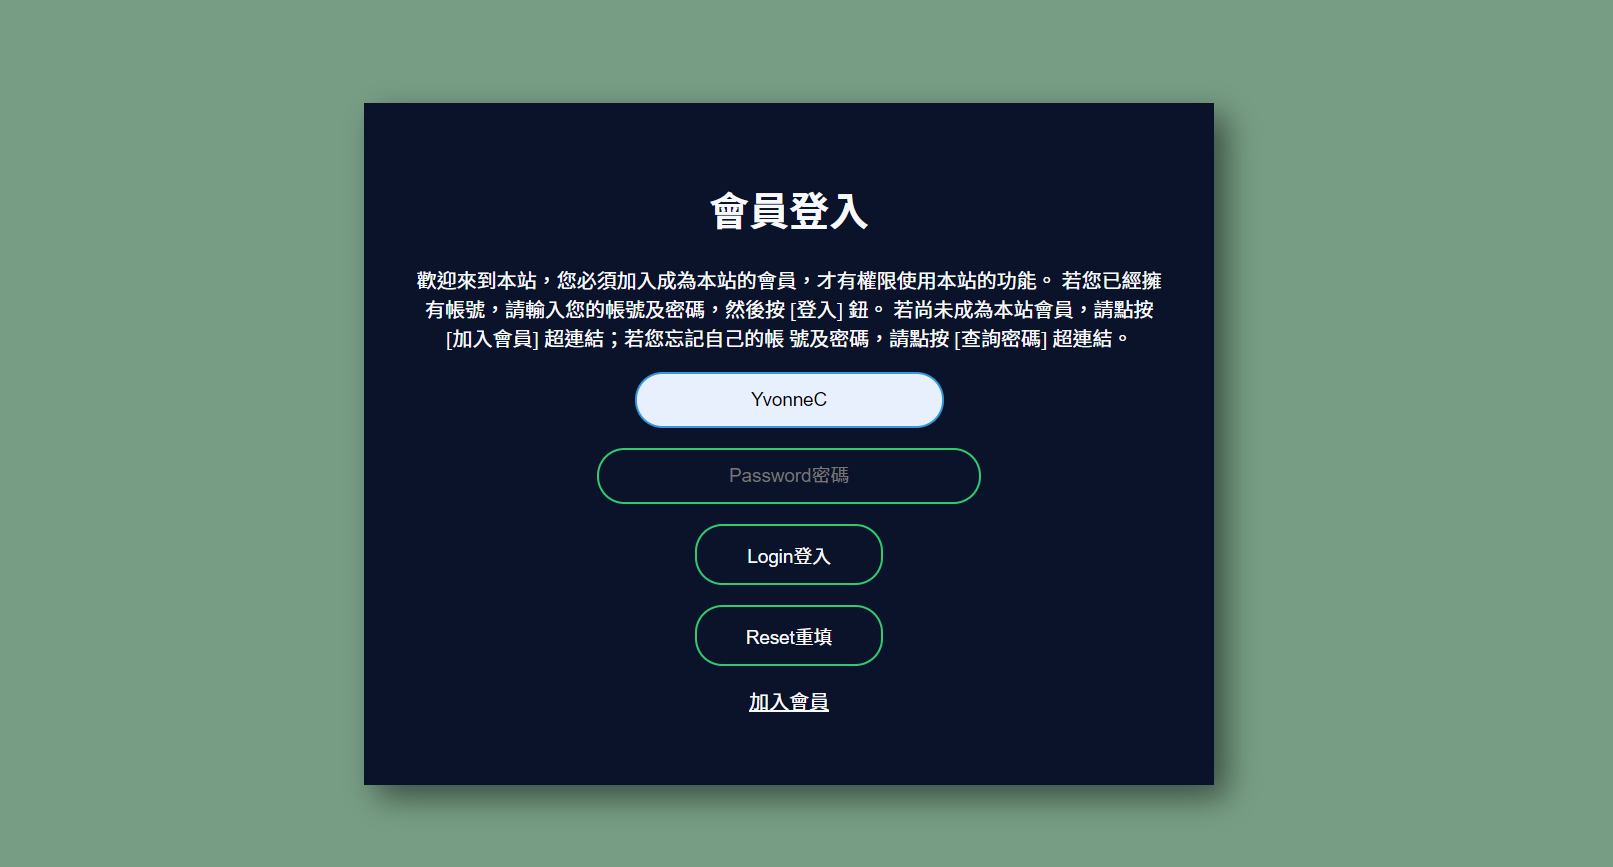 會員登入
歡迎來到本站，您必須加入成為本站的會員，才有權限使用本站的功能。 若您已經擁
有帳號，請輸入您的帳號及密碼，然後按 [登入] 鈕。 若尚未成為本站會員，請點按
[加入會員] 超連結；若您忘記自己的帳 號及密碼，請點按 [查詢密碼] 超連結。
YvonneC
Password密碼
Login登入
Reset重填
加入會員